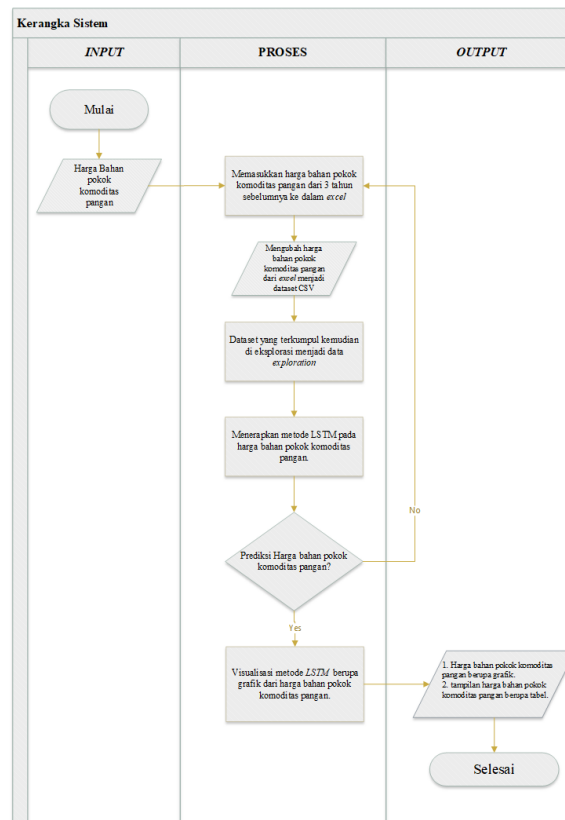 Kerangka Sistem
INPUT
PROSES
OUTPUT
Mulai
Harga Bahan
pokok
komoditas
pangan
Memasukkan harga bahan pokok
komoditas pangan dari 3 tahun
sebelumnya ke dalam excel
Mengubah harga
bahan pokok
komoditas pangan
dari excel menjadi
dataset CSV
Dataset yang terkumpul kemudian
di eksplorasi menjadi data
exploration
Menerapkan metode LSTM pada
harga bahan pokok komoditas
pangan.
No
Prediksi Harga bahan pokok
komoditas pangan?
Yes
Visualisasi metode LSTM berupa
grafik dari harga bahan pokok
komoditas pangan.
1. Harga bahan pokok komoditas
pangan berupa grafik.
2. tampilan harga bahan pokok
komoditas pangan berupa tabel.
Selesai